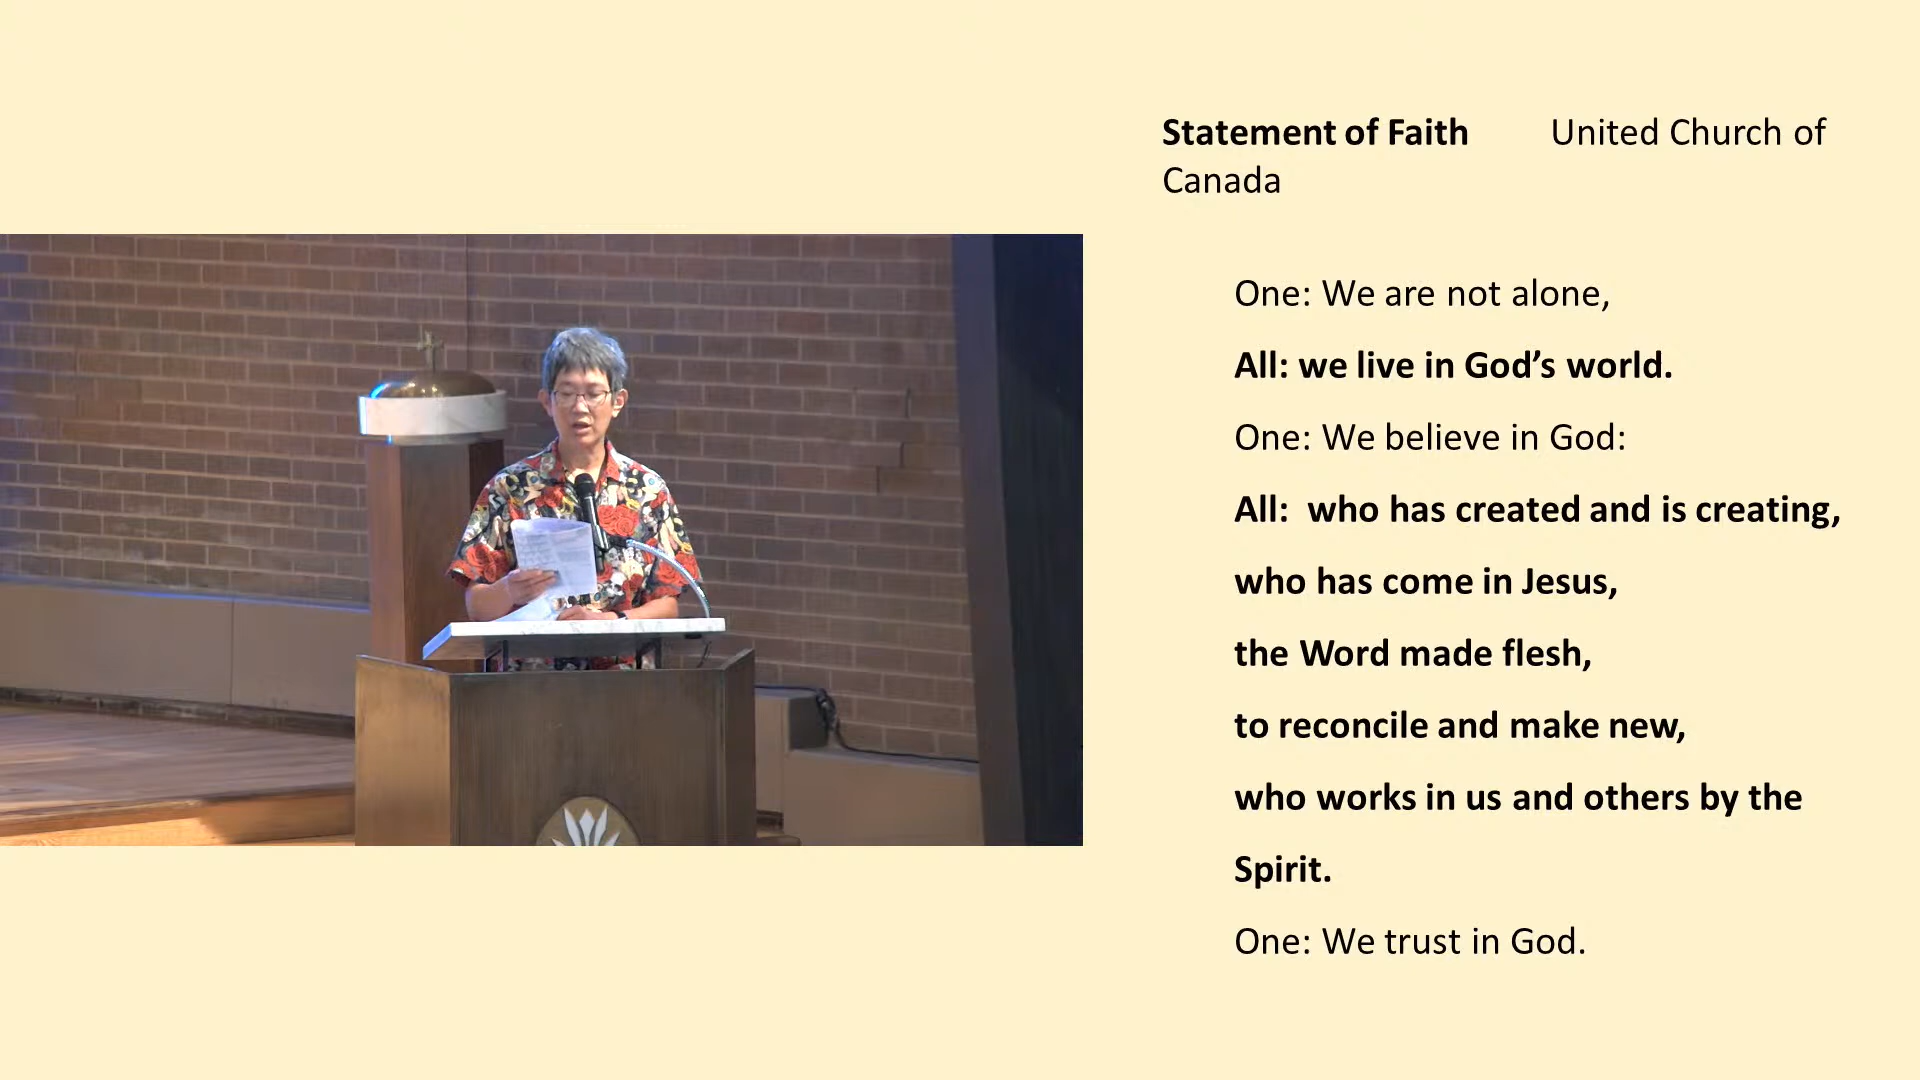 Statement of Faith United Church of
Canada
One: We are not alone,
All: we live in God’s world.
One: We believe in God:
All: who has created and is creating,
who has come in Jesus,
the Word made flesh,
to reconcile and make new,
who works in us and others by the
Spirit.
One: We trust in God.